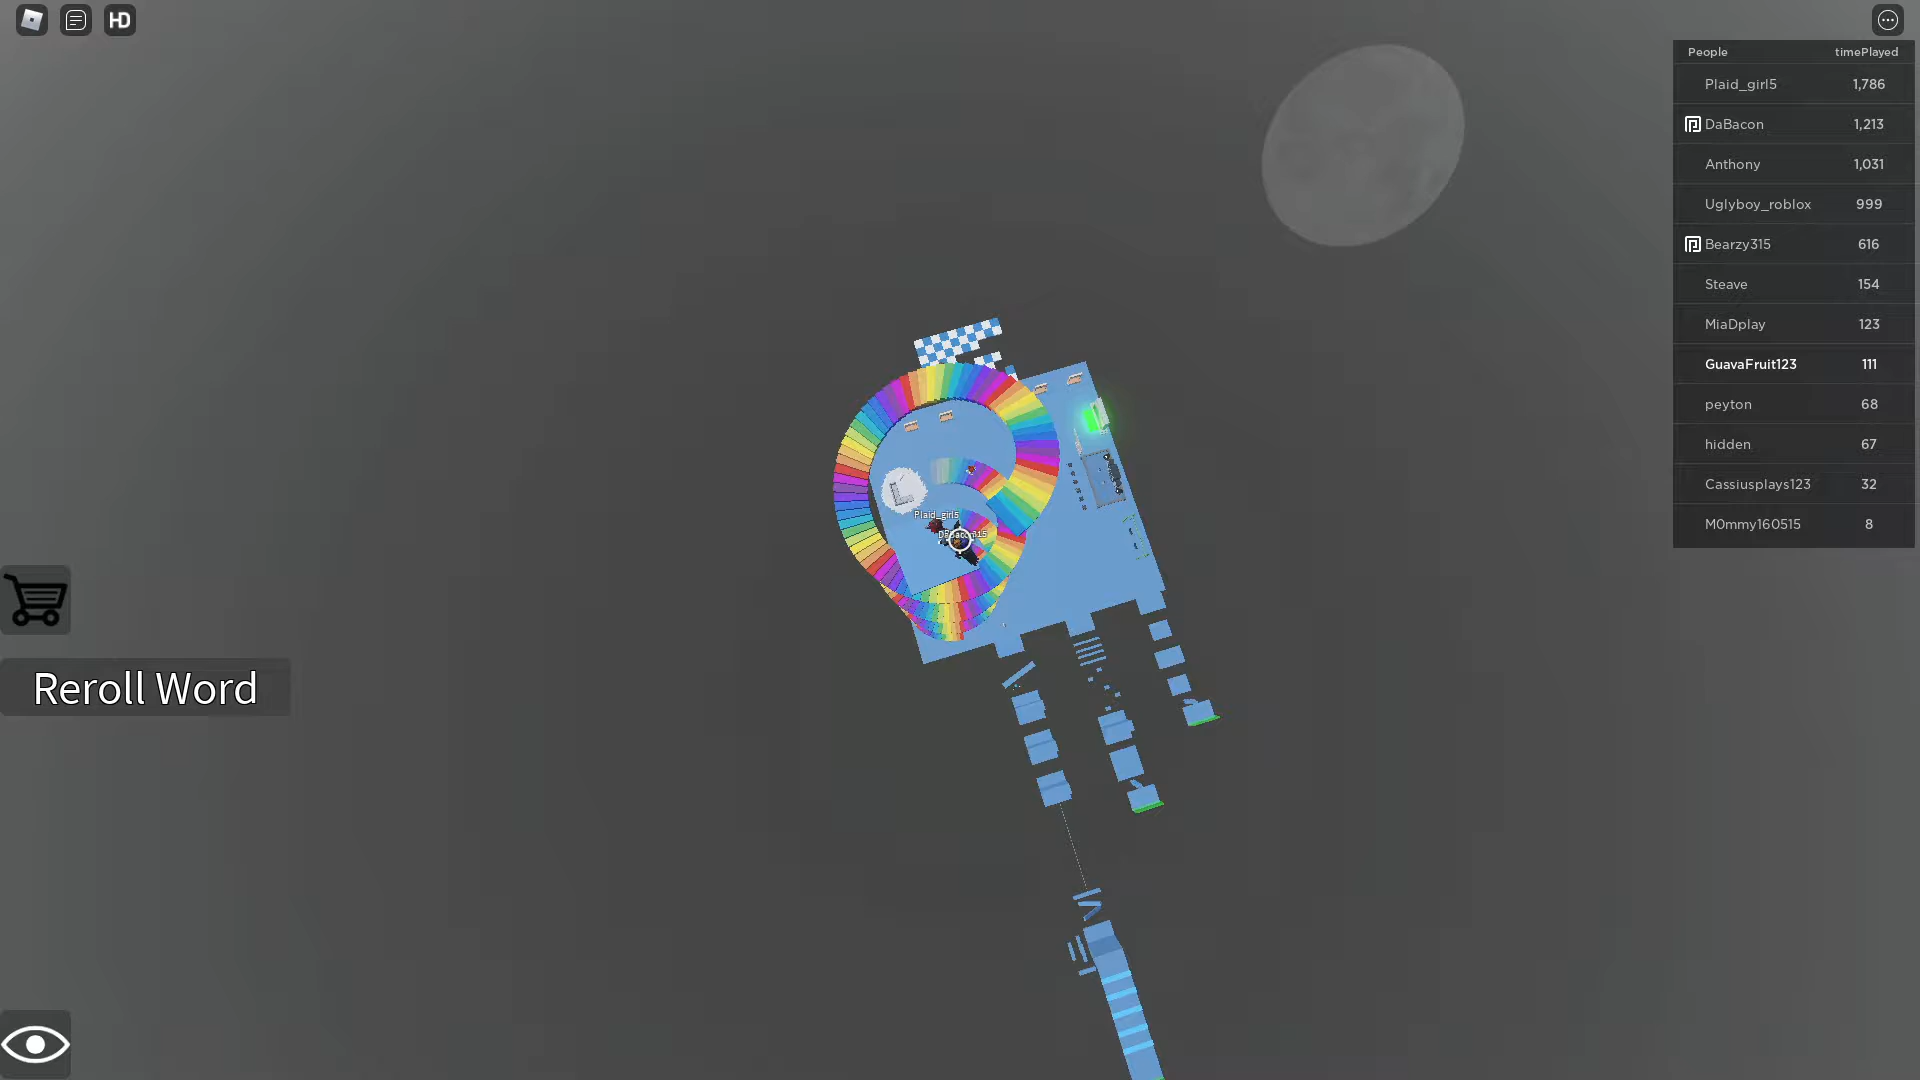 HD
People timePlayed
Plaid_girl5 1,786
DaBacon 1,213
Anthony 1,031
Uglyboy_roblox 999
Bearzy315 616
Steave 154
MiaDplay 123
GuavaFruit123 111
peyton 68
hidden 67
Cassiusplays123 32
M0mmy160515 8
L
Plaid_girl5
Reroll Word